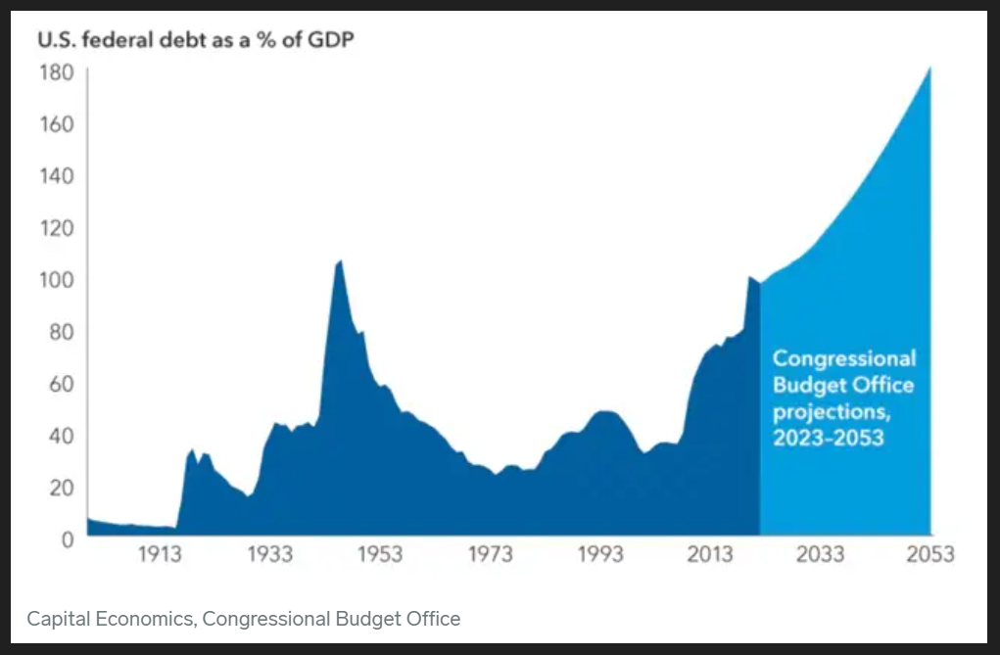 U.S. federal debt as a % of GDP
180
160
140
120
100
80
60
40
20
0
1913 1933 1953 1973 1993 2013 2033 2053
Congressional
Budget Office
projections,
2023–2053
Capital Economics, Congressional Budget Office